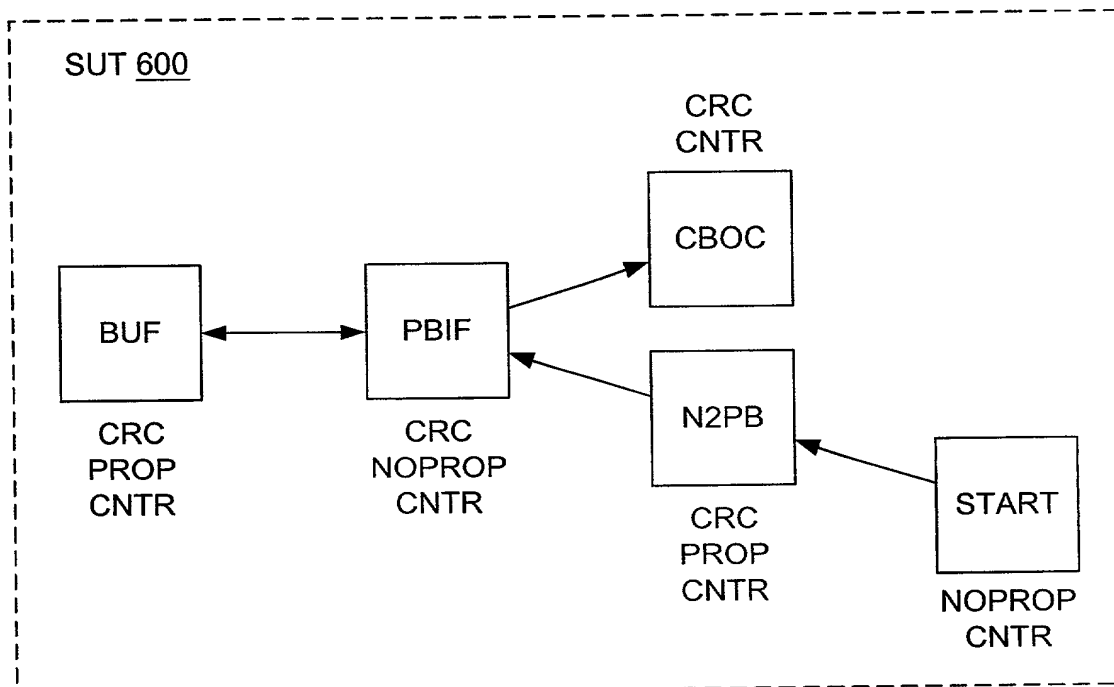 SUT 600
CRC
CNTR
CBOC
BUF
CRC
PROP
CNTR
PBIF
CRC
NOPROP
CNTR
N2PB
CRC
PROP
CNTR
START
NOPROP
CNTR